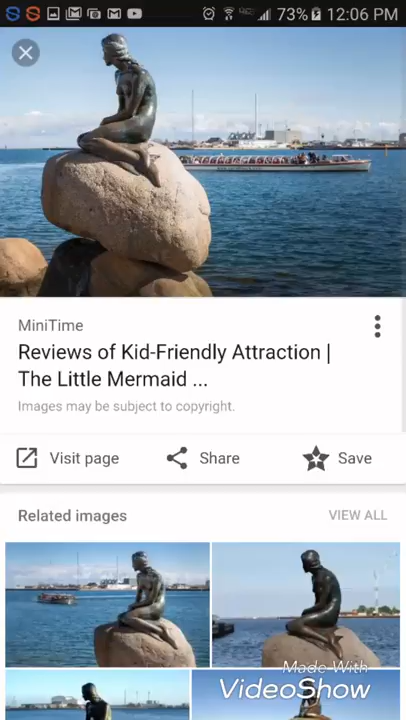 73% 12:06 PM
MiniTime
Reviews of Kid-Friendly Attraction |
The Little Mermaid ...
Images may be subject to copyright.
Visit page Share Save
Related images VIEW ALL
Made With
VideoShow